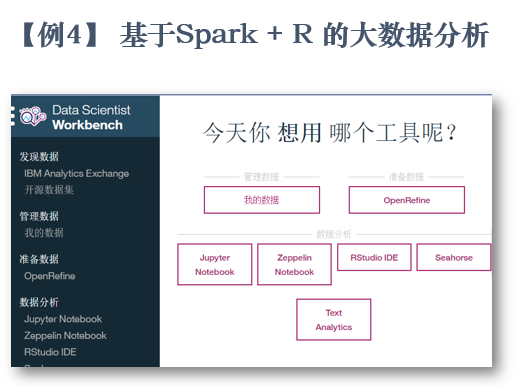 【例4】 基于Spark + R 的大数据分析
Data Scientist
Workbench
发现数据
IBM Analytics Exchange
开源数据集
管理数据
我的数据
准备数据
OpenRefine
数据分析
Jupyter Notebook
Zeppelin Notebook
RStudio IDE
今天你 想用 哪个工具呢？
管理数据
准备数据
我的数据
OpenRefine
数据分析
Jupyter
Notebook
Zeppelin
Notebook
RStudio IDE
Seahorse
Text
Analytics